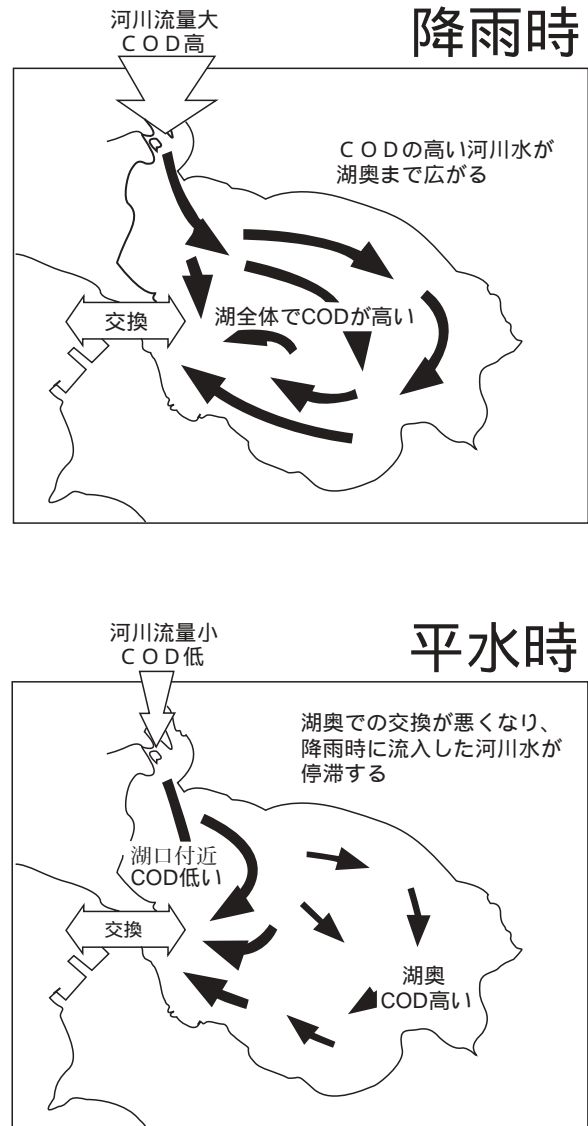 河川流量大
ＣＯＤ高
降雨時
ＣＯＤの高い河川水が
湖奥まで広がる
交換
湖全体でCODが高い
河川流量小
ＣＯＤ低
平水時
湖奥での交換が悪くなり、
降雨時に流入した河川水が
停滞する
湖口付近
COD低い
交換
湖奥
COD高い